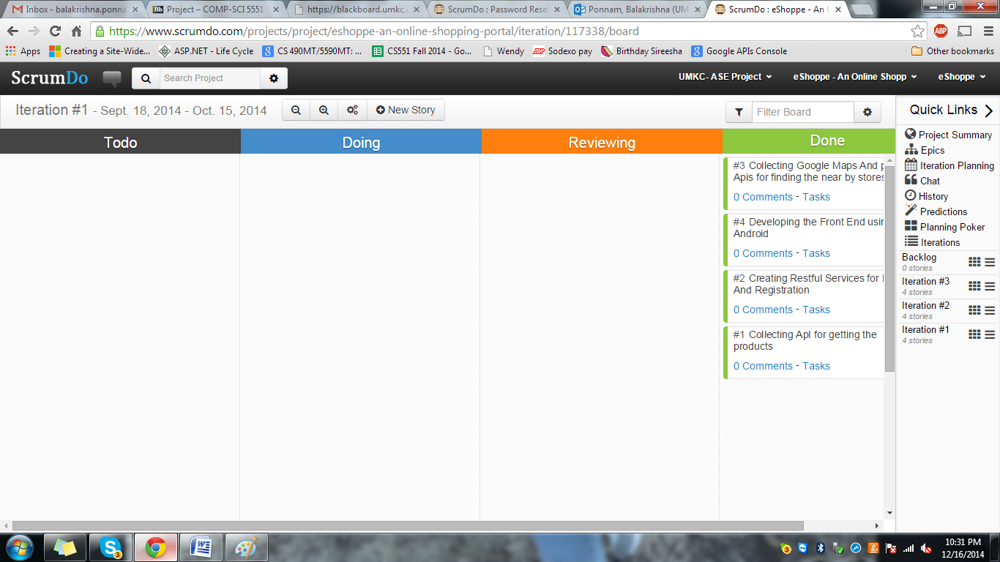 Inbox - balakrishna.ponna
Bb Project – COMP-SCI 5551
https://blackboard.umkc.
ScrumDo : Password Rese
Ponnam, Balakrishna (UM
ScrumDo : eShoppe - An
https://www.scrumdo.com/projects/project/eshoppe-an-online-shopping-portal/iteration/117338/board
ABP
Apps
Creating a Site-Wide...
ASP.NET - Life Cycle
CS 490MT/5590MT: ...
CS551 Fall 2014 - Go...
Wendy
Sodexo pay
Birthday Sireesha
Google APIs Console
Other bookmarks
ScrumDo
Search Project
UMKC- ASE Project
eShoppe - An Online Shopp
eShoppe
Iteration #1 - Sept. 18, 2014 - Oct. 15, 2014
New Story
Filter Board
Quick Links
Todo
Doing
Reviewing
Done
#3 Collecting Google Maps And p
Apis for finding the near by stores
0 Comments - Tasks
#4 Developing the Front End usin
Android
0 Comments - Tasks
#2 Creating Restful Services for
And Registration
0 Comments - Tasks
#1 Collecting ApI for getting the
products
0 Comments - Tasks
Project Summary
Epics
Iteration Planning
Chat
History
Predictions
Planning Poker
Iterations
Backlog
0 stories
Iteration #3
4 stories
Iteration #2
4 stories
Iteration #1
4 stories
10:31 PM
12/16/2014